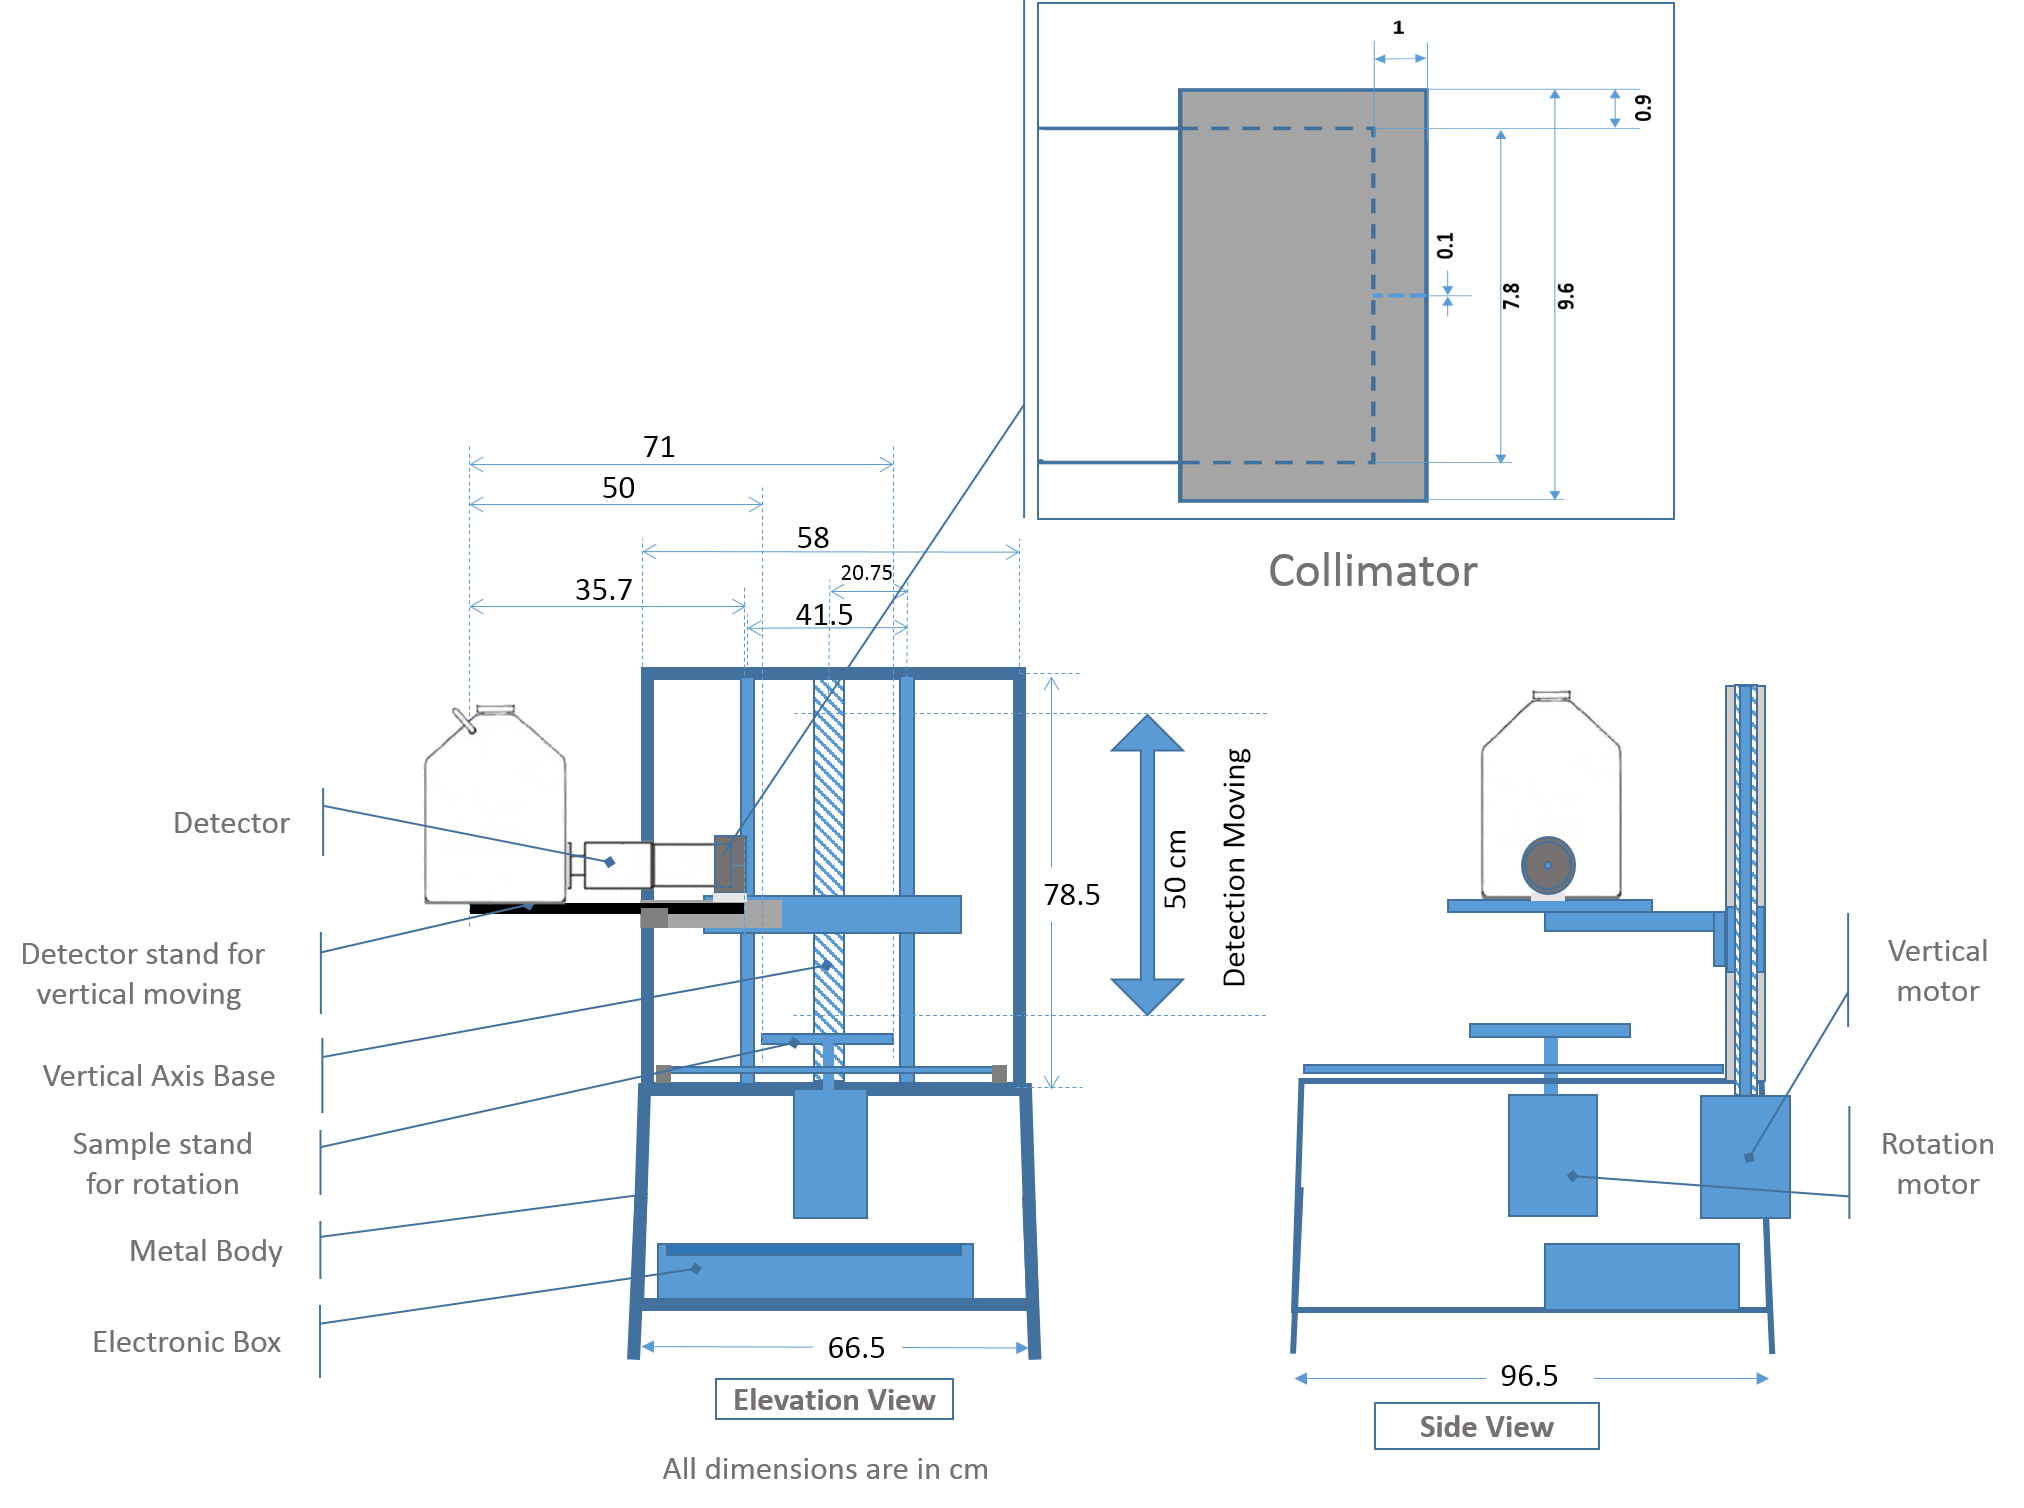 1
0.9
0.1
7.8
9.6
Collimator
71
50
58
20.75
35.7
41.5
Detector
Detector stand for
vertical moving
Vertical Axis Base
Sample stand
for rotation
Metal Body
Electronic Box
78.5
50 cm
Detection Moving
Vertical
motor
Rotation
motor
66.5
Elevation View
96.5
Side View
All dimensions are in cm